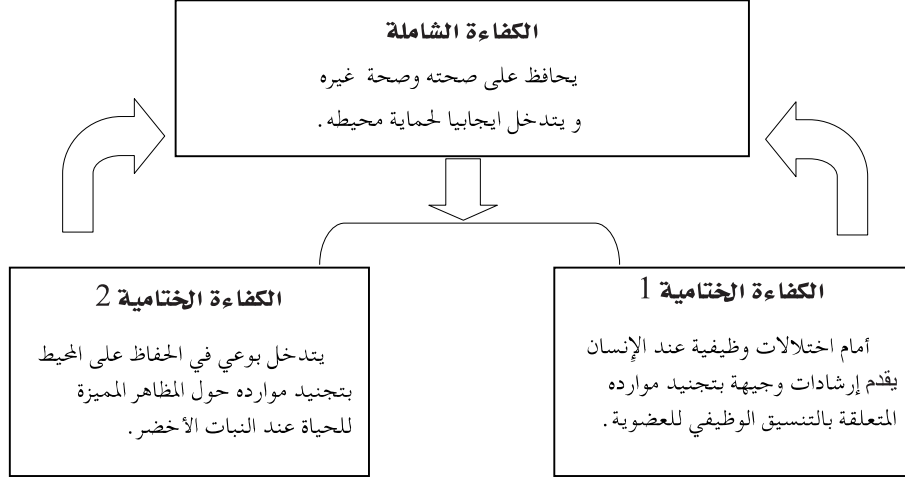 الكفاءة الشاملة
يحافظ على صحته وصحة غيره
و يتدخل ايجابيا لحماية محيطه.
الكفاءة الختامية 1
أمام اختلالات وظيفية عند الإنسان
يقدم إرشادات وجيهة بتجنيد موارده
المتعلقة بالتنسيق الوظيفي للعضوية.
الكفاءة الختامية 2
يتدخل بوعي في الحفاظ على المحيط
بتجنيد موارده حول المظاهر المميزة
للحياة عند النبات الأخضر.